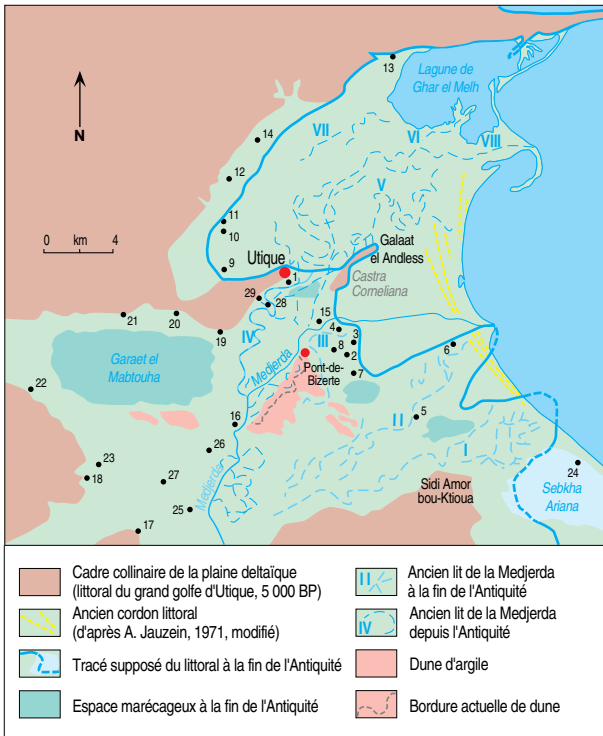 13
Lagune de
Ghar el Melh
N
VII
VI
VIII
14
12
V
11
10
0 km 4
Utique
Galaat
el Andless
9
1
Castra
Corneliana
29
28
21
20
15
19
IV
4
3
III
8
2
6
Garaet el
Mabtouha
Medjerda
Pont-de-
Bizerte
7
22
16
II
5
26
I
23
18
27
Medjerda
25
Sidi Amor
bou-Ktioua
24
Sebkha
Ariana
17
Cadre collinaire de la plaine deltaïque
(littoral du grand golfe d'Utique, 5 000 BP)
Ancien cordon littoral
(d'après A. Jauzein, 1971, modifié)
Tracé supposé du littoral à la fin de l'Antiquité
Espace marécageux à la fin de l'Antiquité
II
Ancien lit de la Medjerda
à la fin de l'Antiquité
IV
Ancien lit de la Medjerda
depuis l'Antiquité
Dune d'argile
Bordure actuelle de dune